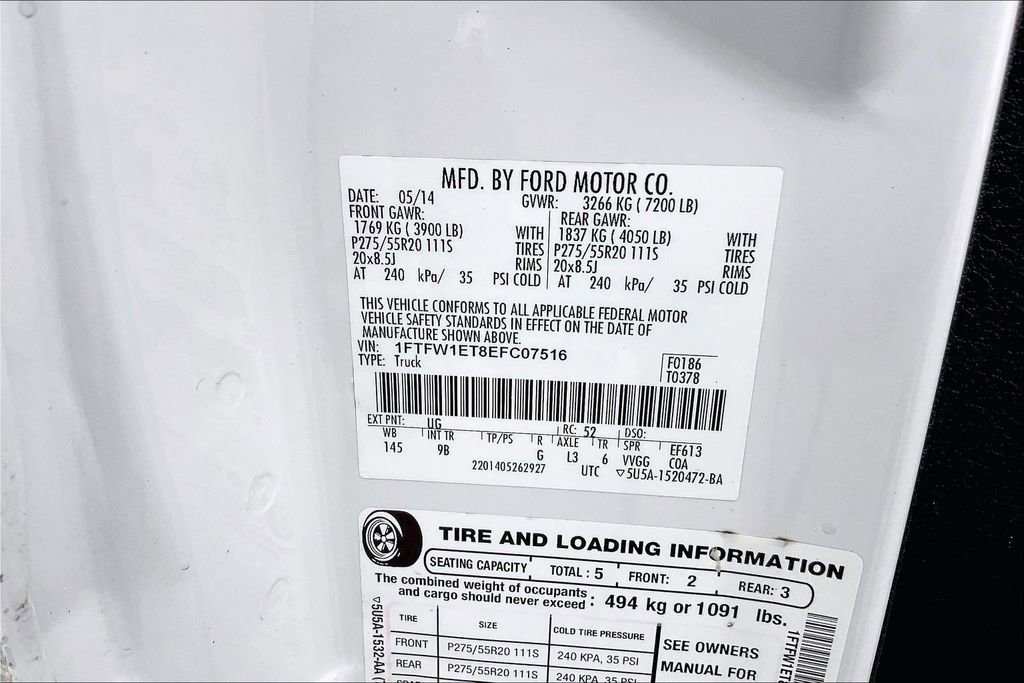 MFD. BY FORD MOTOR CO.
DATE: 05/14 GVWR: 3266 KG ( 7200 LB)
FRONT GAWR: REAR GAWR:
1769 KG ( 3900 LB) WITH 1837 KG ( 4050 LB) WITH
P275/55R20 111S TIRES P275/55R20 111S TIRES
20x8.5J RIMS 20x8.5J RIMS
AT 240 kPa/ 35 PSI COLD AT 240 kPa/ 35 PSI COLD
THIS VEHICLE CONFORMS TO ALL APPLICABLE FEDERAL MOTOR
VEHICLE SAFETY STANDARDS IN EFFECT ON THE DATE OF
MANUFACTURE SHOWN ABOVE.
VIN: 1FTFW1ET8EFC07516
TYPE: Truck
F0186
T0378
EXT PNT: UG RC: 52 DSO:
WB INT TR TP/PS R AXLE TR SPR EF613
145 9B G L3 6 VVGG COA
2201405262927 UTC ▽5U5A-1520472-BA
TIRE AND LOADING INFORMATION
SEATING CAPACITY TOTAL : 5 FRONT: 2 REAR: 3
The combined weight of occupants
and cargo should never exceed : 494 kg or 1091 lbs.
TIRE SIZE COLD TIRE PRESSURE
FRONT P275/55R20 111S 240 KPA, 35 PSI
REAR P275/55R20 111S 240 KPA, 35 PSI
SEE OWNERS
MANUAL FOR
▽5U5A-1532-AA
1FTFW1ET8